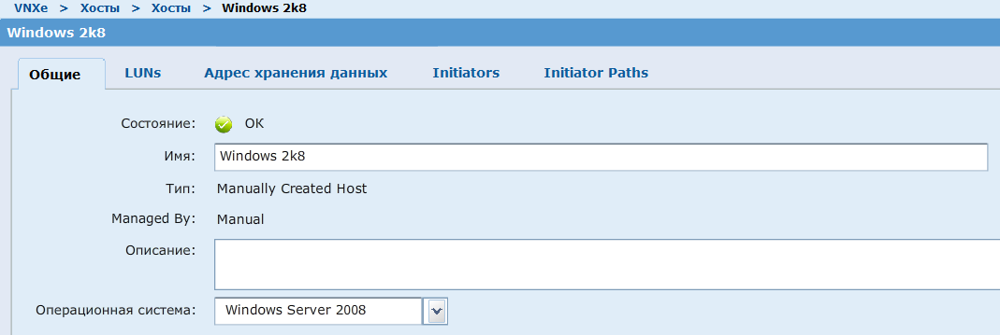 VNXe > Хосты > Хосты > Windows 2k8
Windows 2k8
Общие LUNs Адрес хранения данных Initiators Initiator Paths
Состояние: OK
Имя: Windows 2k8
Тип: Manually Created Host
Managed By: Manual
Описание:
Операционная система: Windows Server 2008